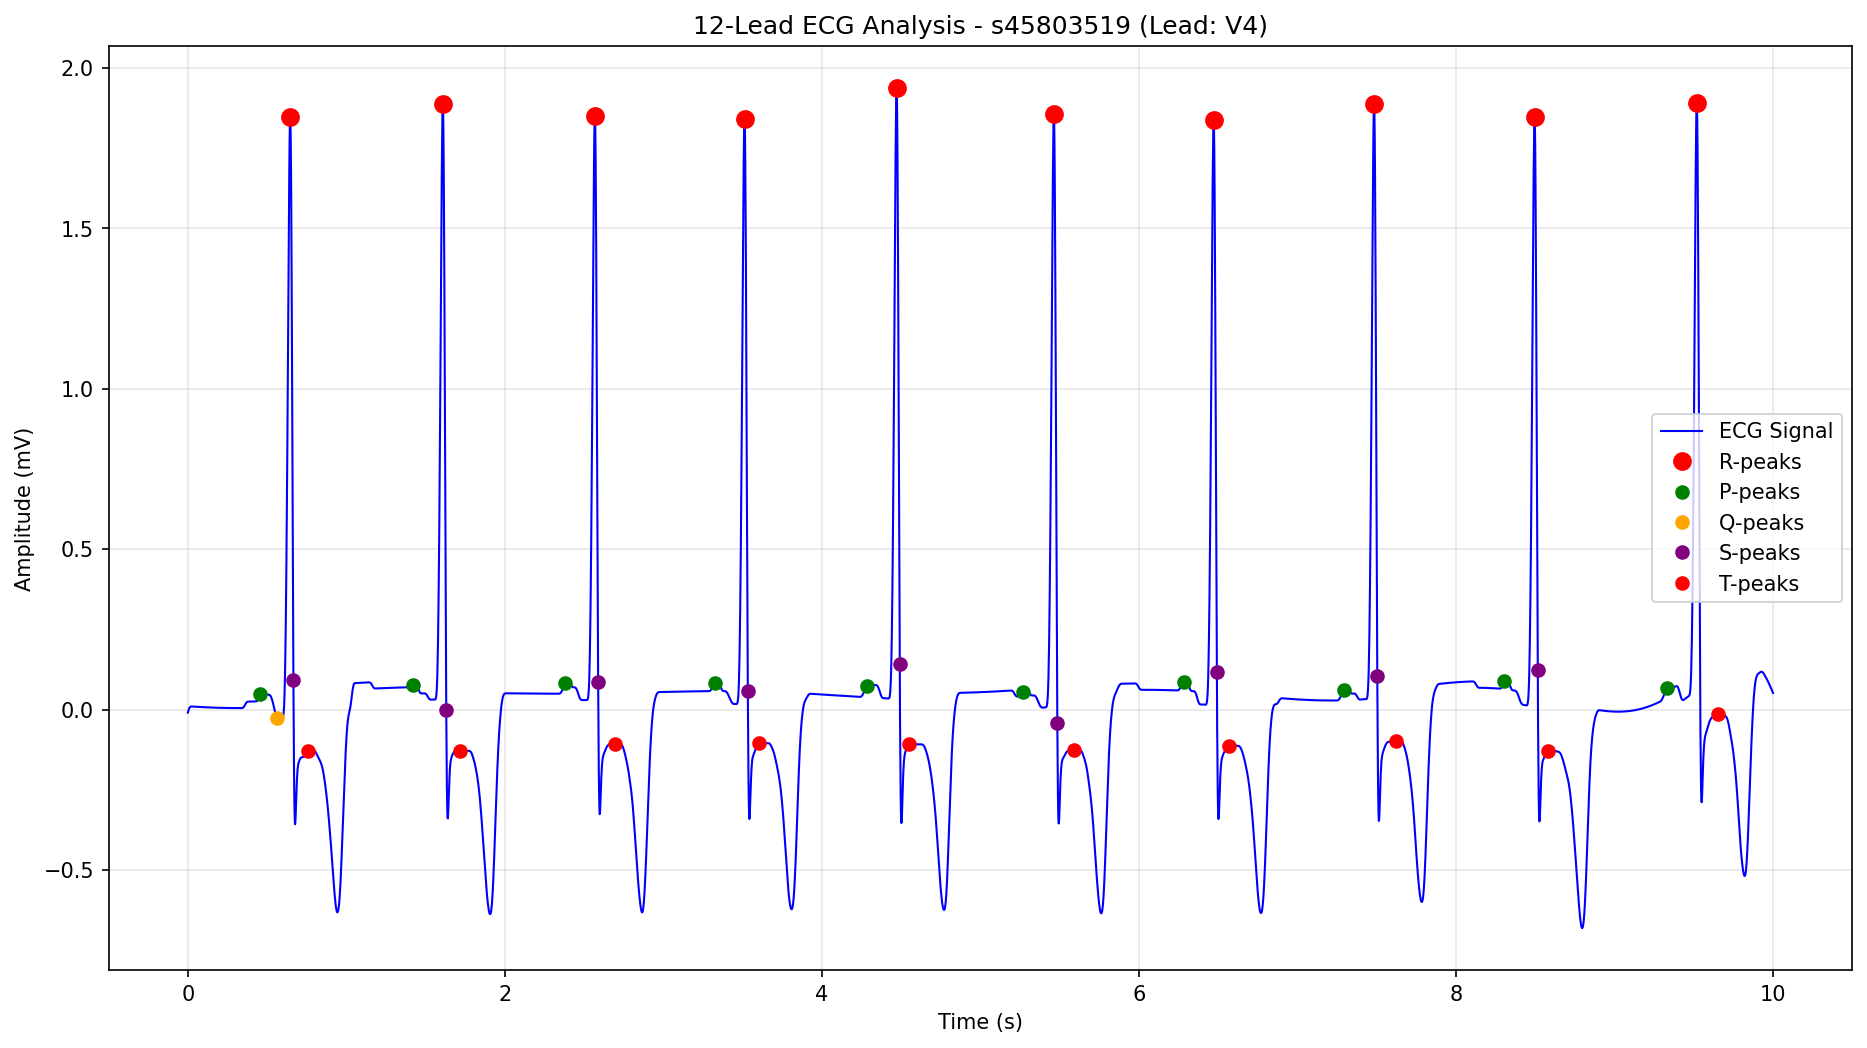 12-Lead ECG Analysis - s45803519 (Lead: V4)
Amplitude (mV)
2.0
1.5
1.0
0.5
0.0
−0.5
ECG Signal
R-peaks
P-peaks
Q-peaks
S-peaks
T-peaks
0 2 4 6 8 10
Time (s)